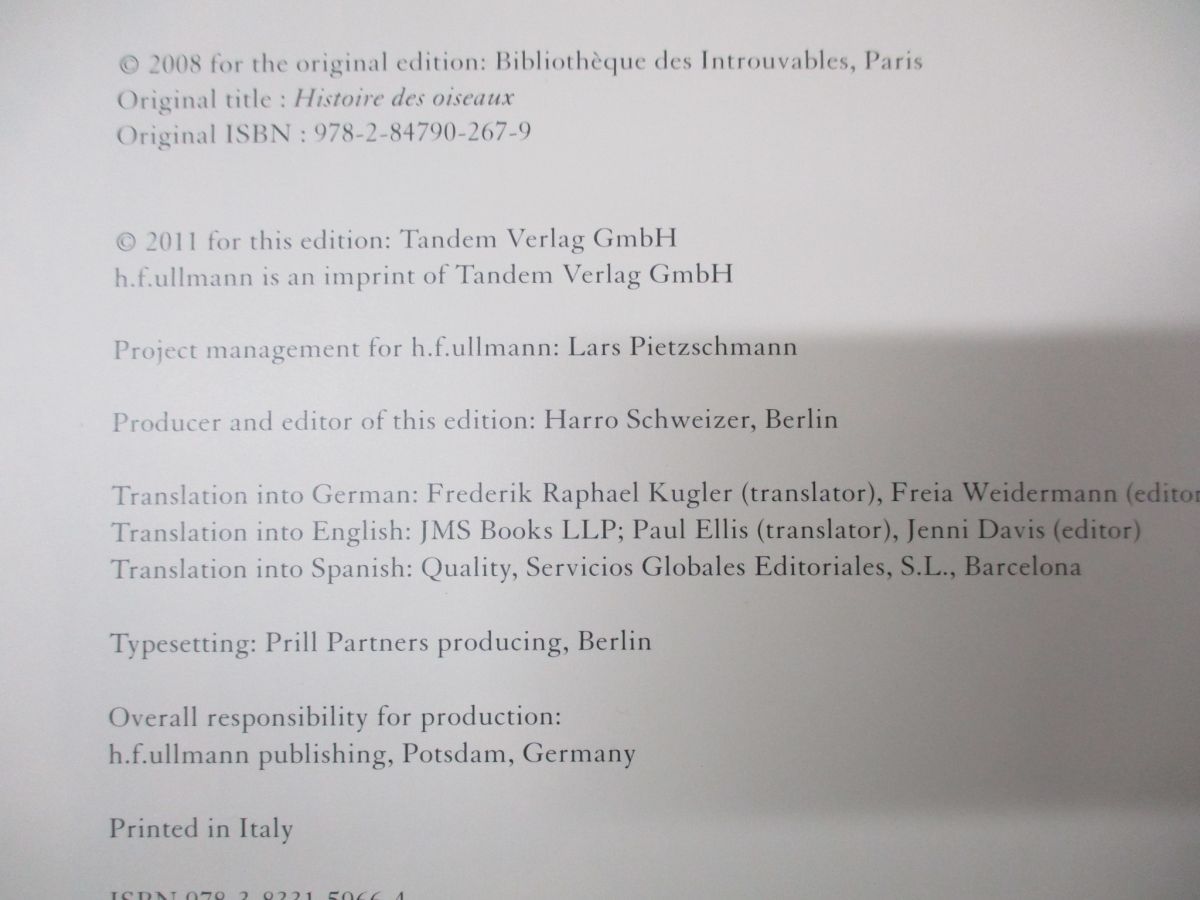 © 2008 for the original edition: Bibliothèque des Introuvables, Paris
Original title : Histoire des oiseaux
Original ISBN : 978-2-84790-267-9
© 2011 for this edition: Tandem Verlag GmbH
h.f.ullmann is an imprint of Tandem Verlag GmbH
Project management for h.f.ullmann: Lars Pietzschmann
Producer and editor of this edition: Harro Schweizer, Berlin
Translation into German: Frederik Raphael Kugler (translator), Freia Weidermann (editor
Translation into English: JMS Books LLP; Paul Ellis (translator), Jenni Davis (editor)
Translation into Spanish: Quality, Servicios Globales Editoriales, S.L., Barcelona
Typesetting: Prill Partners producing, Berlin
Overall responsibility for production:
h.f.ullmann publishing, Potsdam, Germany
Printed in Italy
ISBN